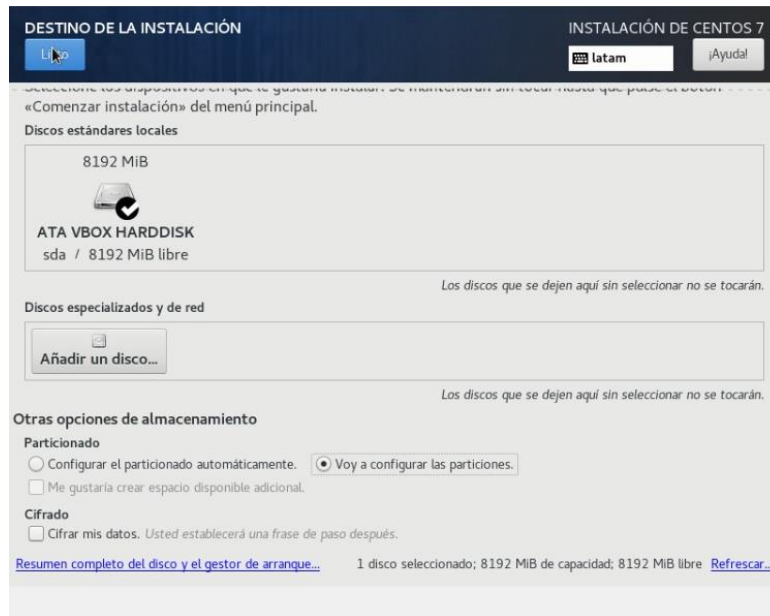 DESTINO DE LA INSTALACIÓN
INSTALACIÓN DE CENTOS 7
latam
¡Ayuda!
«Comenzar instalación» del menú principal.
Discos estándares locales
8192 MiB
ATA VBOX HARDDISK
sda / 8192 MiB libre
Los discos que se dejen aquí sin seleccionar no se tocarán.
Discos especializados y de red
Añadir un disco...
Los discos que se dejen aquí sin seleccionar no se tocarán.
Otras opciones de almacenamiento
Particionado
Configurar el particionado automáticamente. Voy a configurar las particiones.
Me gustaría crear espacio disponible adicional.
Cifrado
Cifrar mis datos. Usted establecerá una frase de paso después.
Resumen completo del disco y el gestor de arranque... 1 disco seleccionado; 8192 MiB de capacidad; 8192 MiB libre Refrescar..